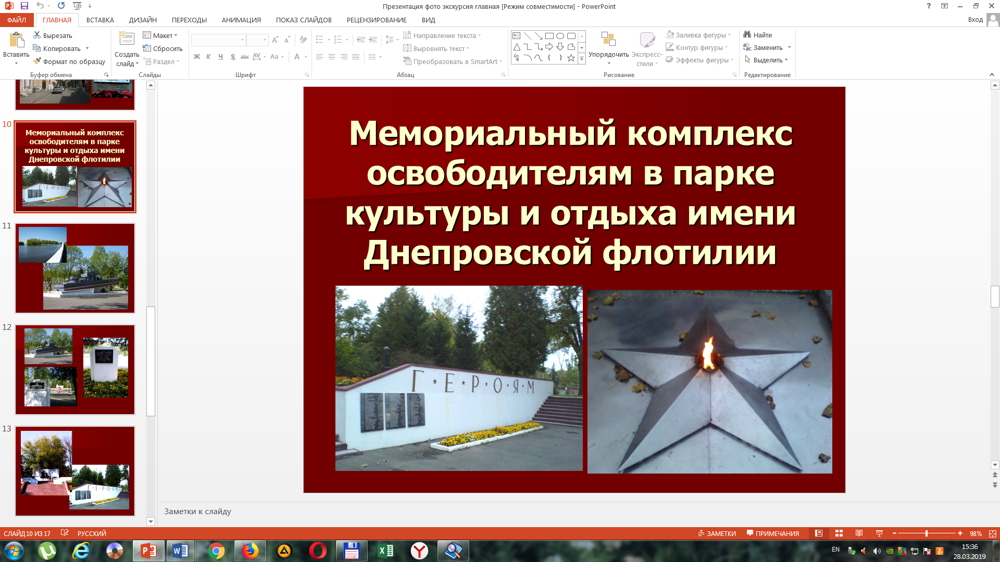 Презентация фото экскурсия главная [Режим совместимости] - PowerPoint
ФАЙЛ ГЛАВНАЯ ВСТАВКА ДИЗАЙН ПЕРЕХОДЫ АНИМАЦИЯ ПОКАЗ СЛАЙДОВ РЕЦЕНЗИРОВАНИЕ ВИД Вход
Вставить
Вырезать
Копировать
Формат по образцу
Буфер обмена
Создать слайд
Макет
Сбросить
Раздел
Слайды
Ж К Ч S abc AV Aa A
Шрифт
Направление текста
Выровнять текст
Преобразовать в SmartArt
Абзац
Упорядочить
Экспресс-стили
Заливка фигуры
Контур фигуры
Эффекты фигуры
Рисование
Найти
Заменить
Выделить
Редактирование
10
Мемориальный комплекс
освободителям в парке
культуры и отдыха имени
Днепровской флотилии
ГЕРОЯМ
11
12
13
ГЕРОЯМ
Мемориальный комплекс
освободителям в парке
культуры и отдыха имени
Днепровской флотилии
Г Е Р О Я М
Заметки к слайду
СЛАЙД 10 ИЗ 17 РУССКИЙ ЗАМЕТКИ ПРИМЕЧАНИЯ 98%
EN 15:36
28.03.2019